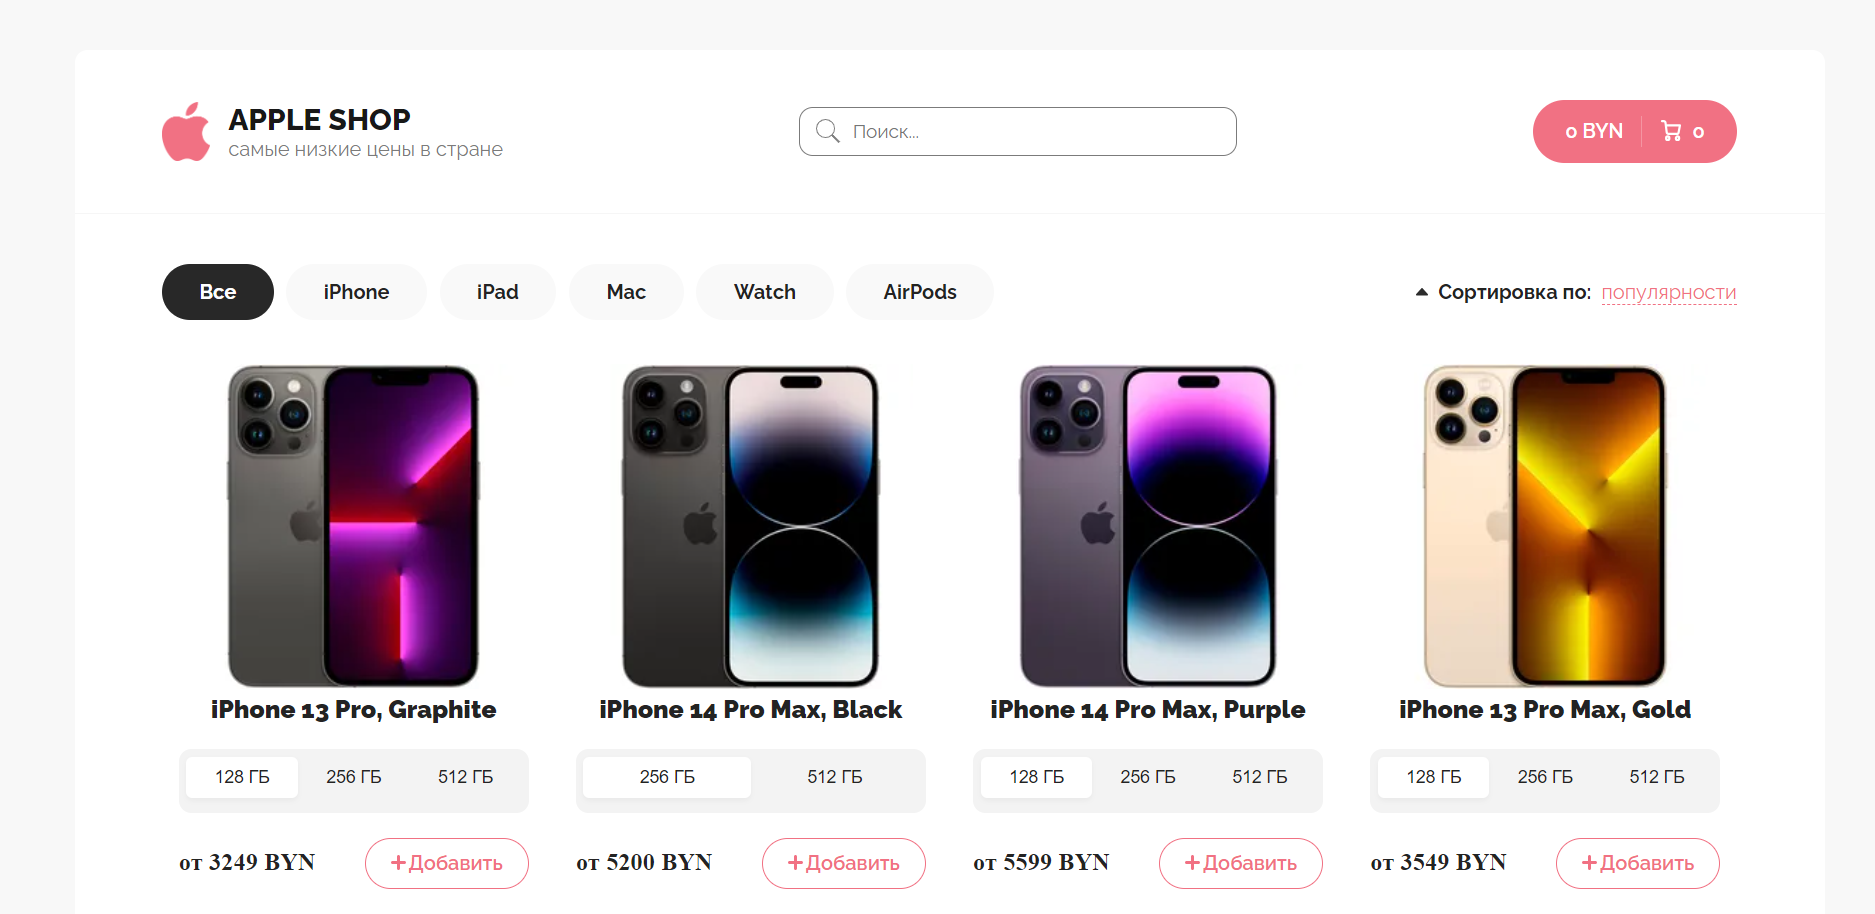 APPLE SHOP
самые низкие цены в стране
Поиск...
0 BYN 0
Все iPhone iPad Mac Watch AirPods
Сортировка по: популярности
iPhone 13 Pro, Graphite
128 ГБ 256 ГБ 512 ГБ
от 3249 BYN +Добавить
iPhone 14 Pro Max, Black
256 ГБ 512 ГБ
от 5200 BYN +Добавить
iPhone 14 Pro Max, Purple
128 ГБ 256 ГБ 512 ГБ
от 5599 BYN +Добавить
iPhone 13 Pro Max, Gold
128 ГБ 256 ГБ 512 ГБ
от 3549 BYN +Добавить